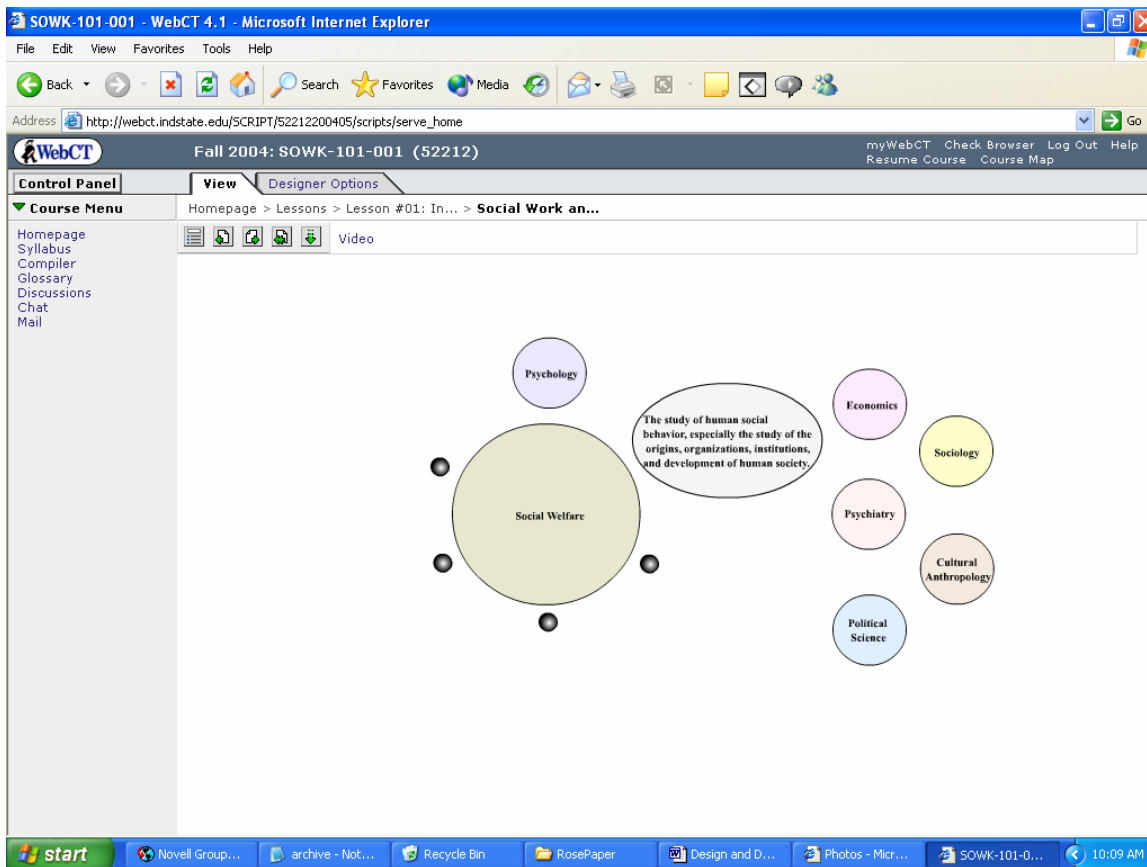 SOWK-101-001 - WebCT 4.1 - Microsoft Internet Explorer
File Edit View Favorites Tools Help
Back Search Favorites Media
Address http://webct.indstate.edu/SCRIPT/52212200405/scripts/serve_home Go
WebCT Fall 2004: SOWK-101-001 (52212)
myWebCT Check Browser Log Out Help
Resume Course Course Map
Control Panel View Designer Options
Course Menu Homepage > Lessons > Lesson #01: In... > Social Work an...
Homepage
Syllabus
Compiler
Glossary
Discussions
Chat
Mail
Video
Psychology
The study of human social
behavior, especially the study of the
origins, organizations, institutions,
and development of human society.
Social Welfare
Economics
Sociology
Psychiatry
Cultural
Anthropology
Political
Science
start Novell Group... archive - Not... Recycle Bin RosePaper Design and D... Photos - Micr... SOWK-101-0... 10:09 AM